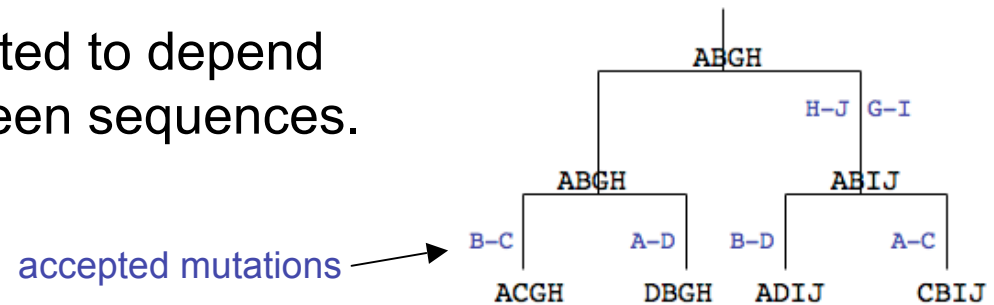 ted to depend
een sequences.
ABGH
H-J G-I
ABGH ABIJ
B-C A-D B-D A-C
accepted mutations
ACGH DBGH ADIJ CBIJ